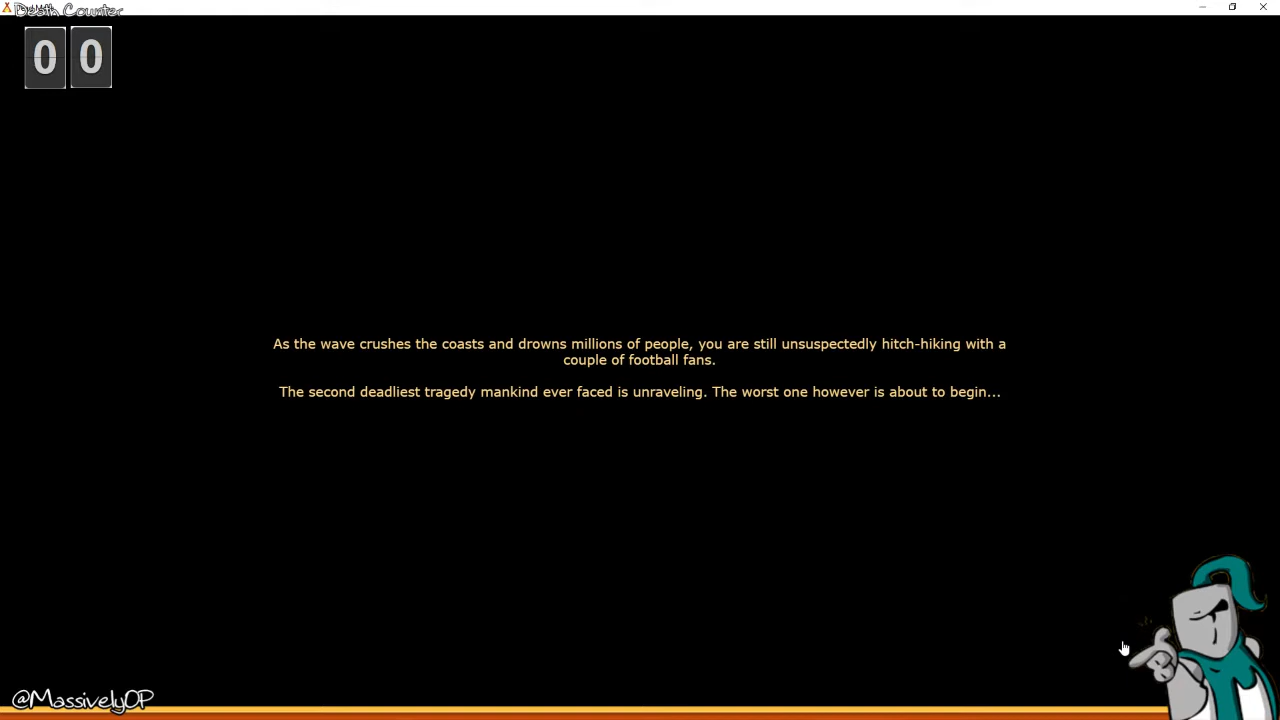 Death Counter
0 0
As the wave crushes the coasts and drowns millions of people, you are still unsuspectedly hitch-hiking with a
couple of football fans.
The second deadliest tragedy mankind ever faced is unraveling. The worst one however is about to begin...
@MassivelyOP